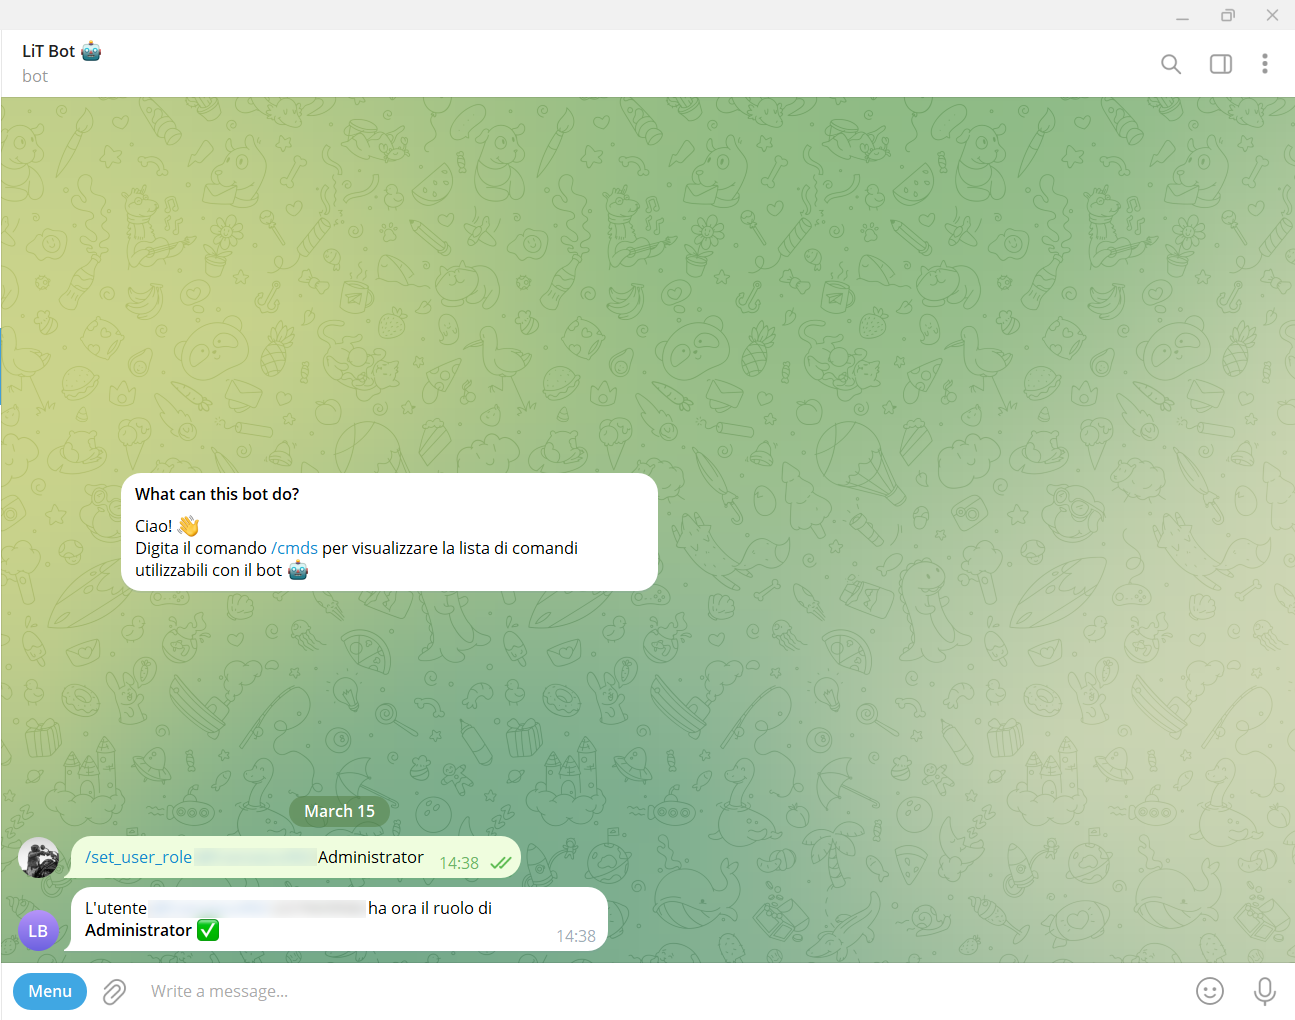 LiT Bot 🤖
bot
What can this bot do?
Ciao! 👋
Digita il comando /cmds per visualizzare la lista di comandi
utilizzabili con il bot 🤖
March 15
/set_user_role Administrator 14:38
L'utente ha ora il ruolo di
Administrator ✅ 14:38
LB
Menu
Write a message...